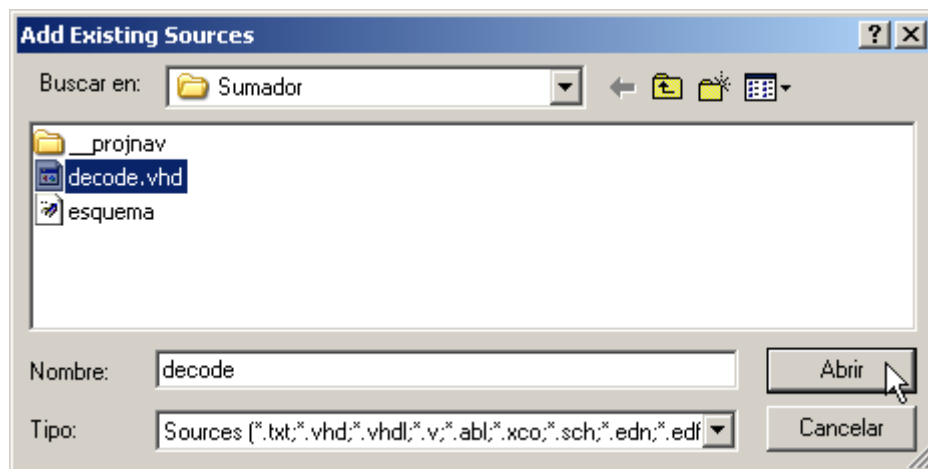 Add Existing Sources
Buscar en: Sumador
__projnav
decode.vhd
esquema
Nombre: decode Abrir
Tipo: Sources (*.txt;*.vhd;*.vhdl;*.v;*.abl;*.xco;*.sch;*.edn;*.edf Cancelar